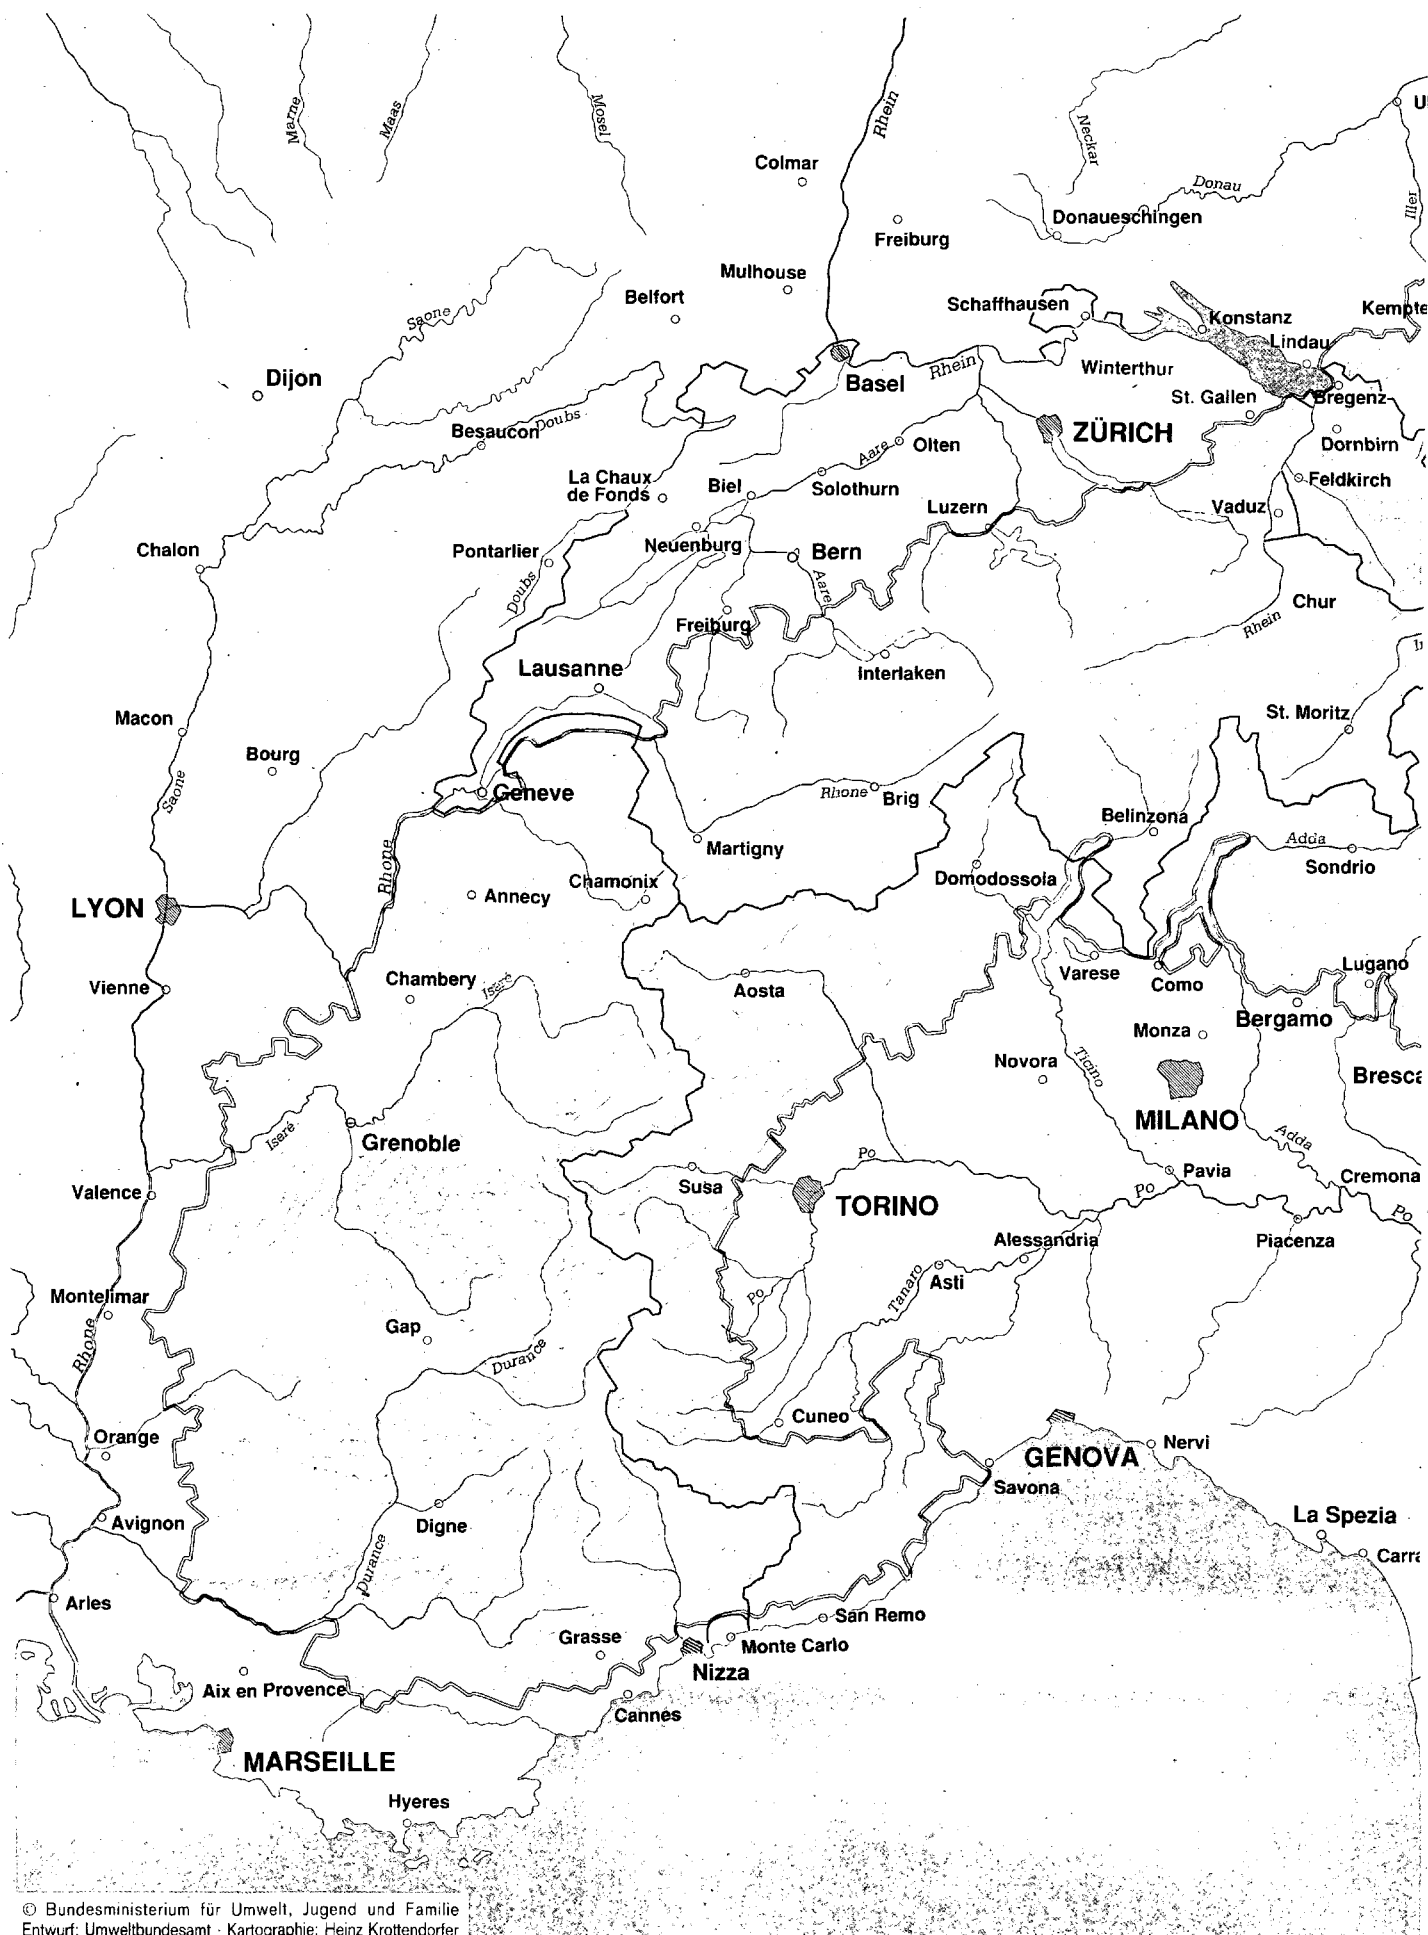 Marne
Maas
Mosel
Rhein
Neckar
Donau
Iller
Colmar
Donaueschingen
Freiburg
Mulhouse
Belfort
Saone
Schaffhausen
Konstanz
Kempte
Lindau
Dijon
Basel
Rhein
Winterthur
St. Gallen
Bregenz
Besaucon
Doubs
ZÜRICH
Dornbirn
Aare
Olten
La Chaux
de Fonds
Biel
Solothurn
Feldkirch
Luzern
Vaduz
Chalon
Pontarlier
Neuenburg
Bern
Doubs
Aare
Chur
Freiburg
Rhein
Lausanne
Interlaken
Macon
St. Moritz
Bourg
Saone
Geneve
Rhone
Brig
Belinzona
Martigny
Adda
Sondrio
Rhone
Domodossola
Chamonix
Annecy
LYON
Vienne
Chambery
Iseré
Aosta
Varese
Como
Lugano
Bergamo
Monza
Novora
Ticino
Bresca
MILANO
Iseré
Grenoble
Adda
Po
Pavia
Cremona
Valence
Susa
TORINO
Po
Po
Alessandria
Piacenza
Asti
Tanaro
Montelimar
Po
Gap
Rhone
Durance
Cuneo
Orange
GENOVA
Nervi
Savona
Avignon
Digne
La Spezia
Durance
Carra
Arles
San Remo
Grasse
Monte Carlo
Nizza
Aix en Provence
Cannes
MARSEILLE
Hyeres
© Bundesministerium für Umwelt, Jugend und Familie
Entwurf: Umweltbundesamt · Kartographie: Heinz Krottendorfer